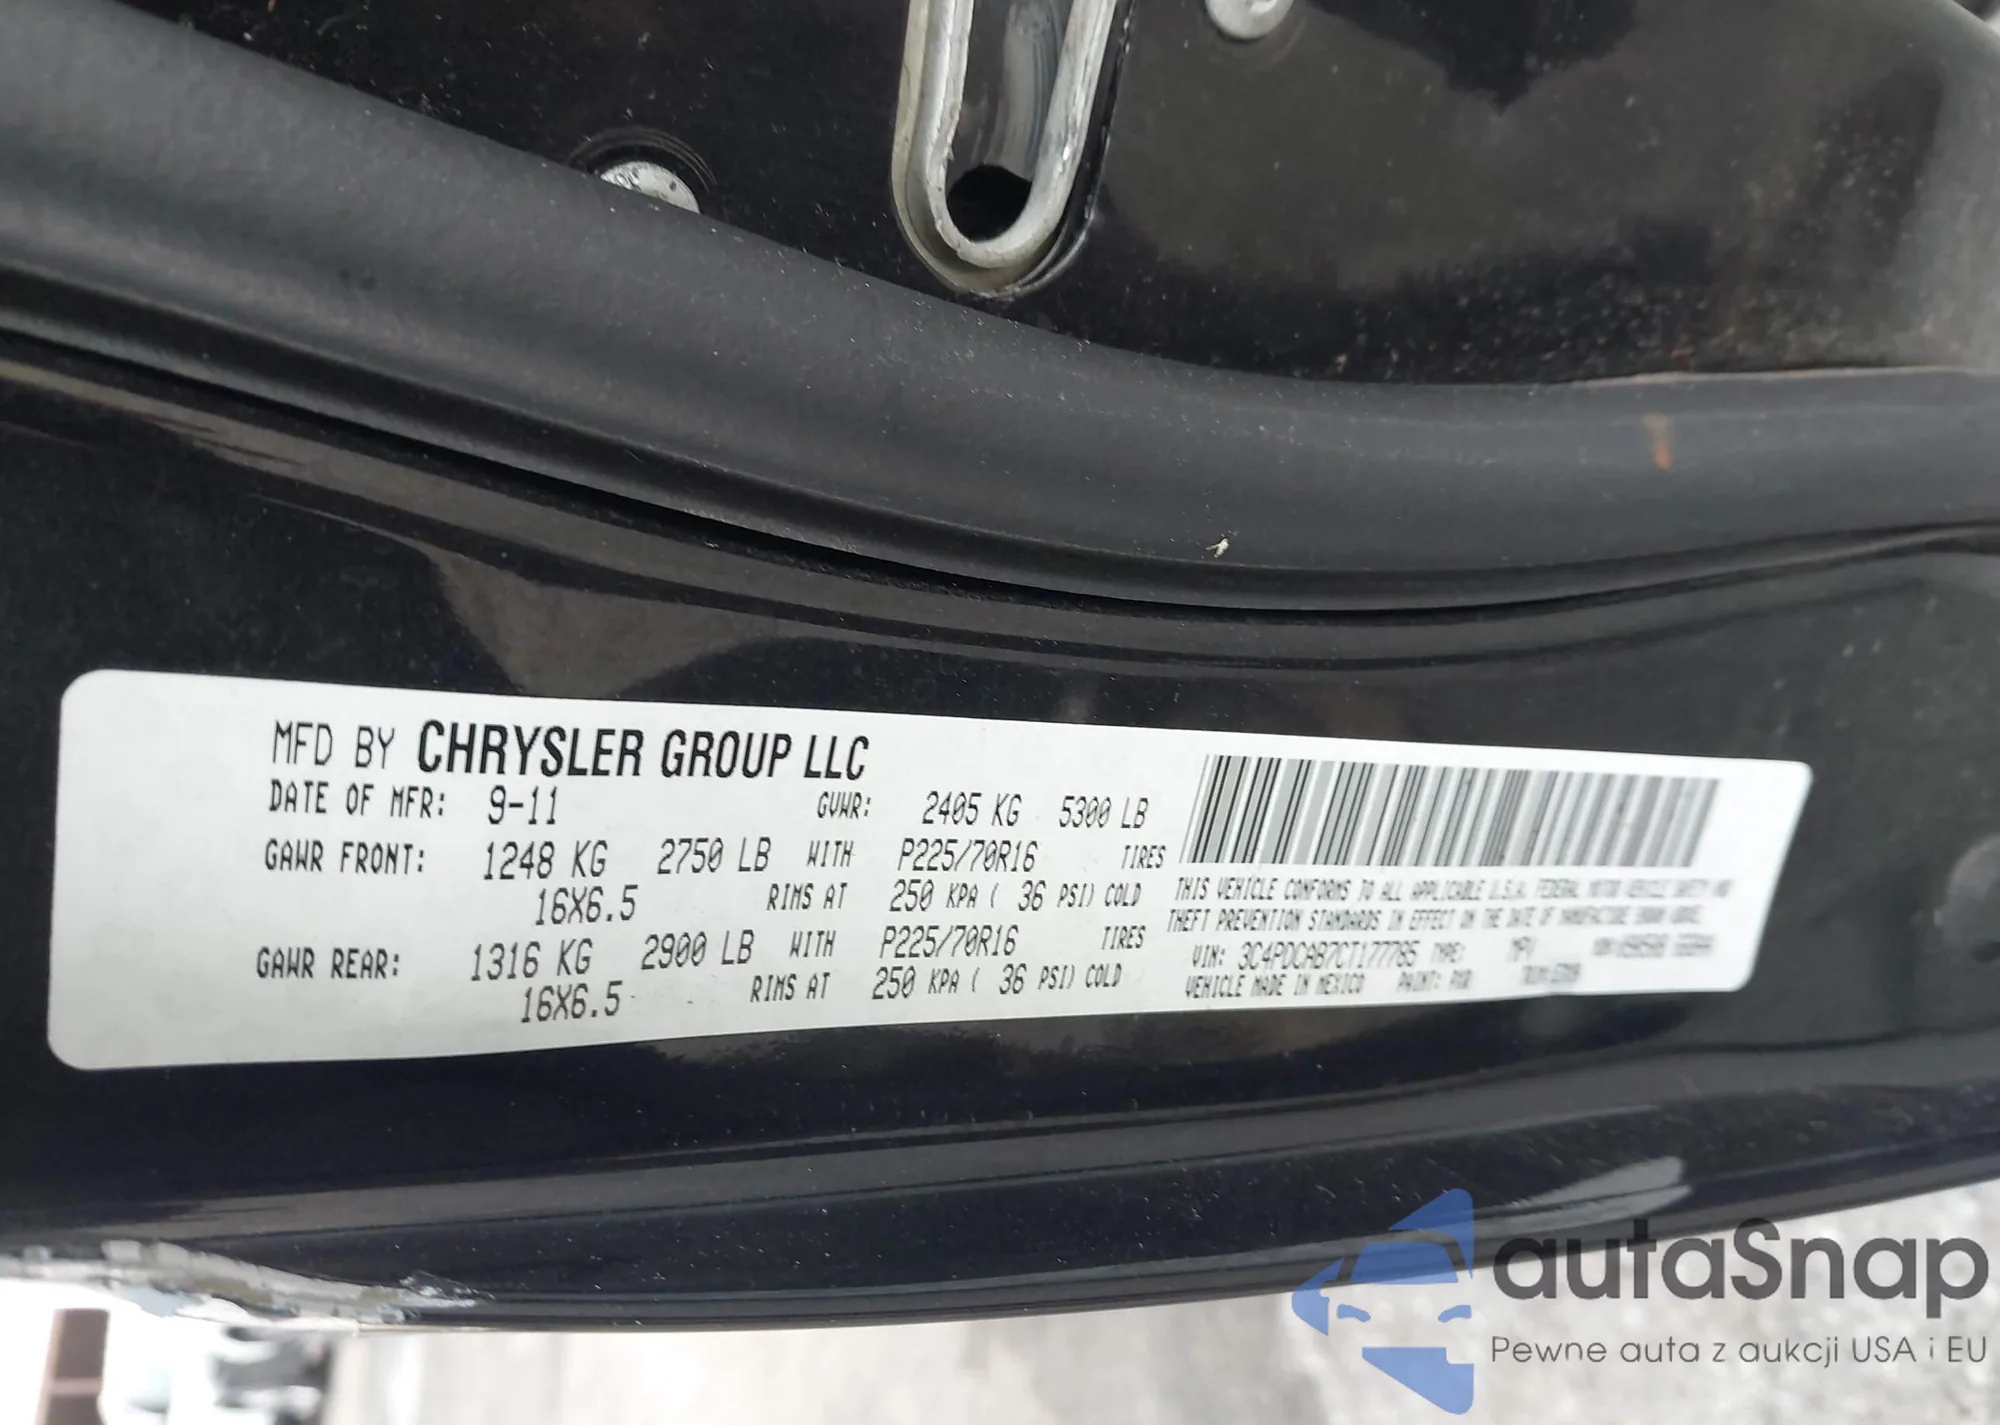 MFD BY CHRYSLER GROUP LLC
DATE OF MFR: 9-11 GVWR: 2405 KG 5300 LB
GAWR FRONT: 1248 KG 2750 LB WITH P225/70R16 TIRES
16X6.5 RIMS AT 250 KPA ( 36 PSI) COLD
GAWR REAR: 1316 KG 2900 LB WITH P225/70R16 TIRES
16X6.5 RIMS AT 250 KPA ( 36 PSI) COLD
THIS VEHICLE CONFORMS TO ALL APPLICABLE U.S.A. FEDERAL MOTOR VEHICLE SAFETY AND
THEFT PREVENTION STANDARDS IN EFFECT ON THE DATE OF MANUFACTURE SHOWN ABOVE.
VIN: 3C4PDCAB7CT177785 TYPE: MPV
VEHICLE MADE IN MEXICO PAINT:
autaSnap
Pewne auta z aukcji USA i EU